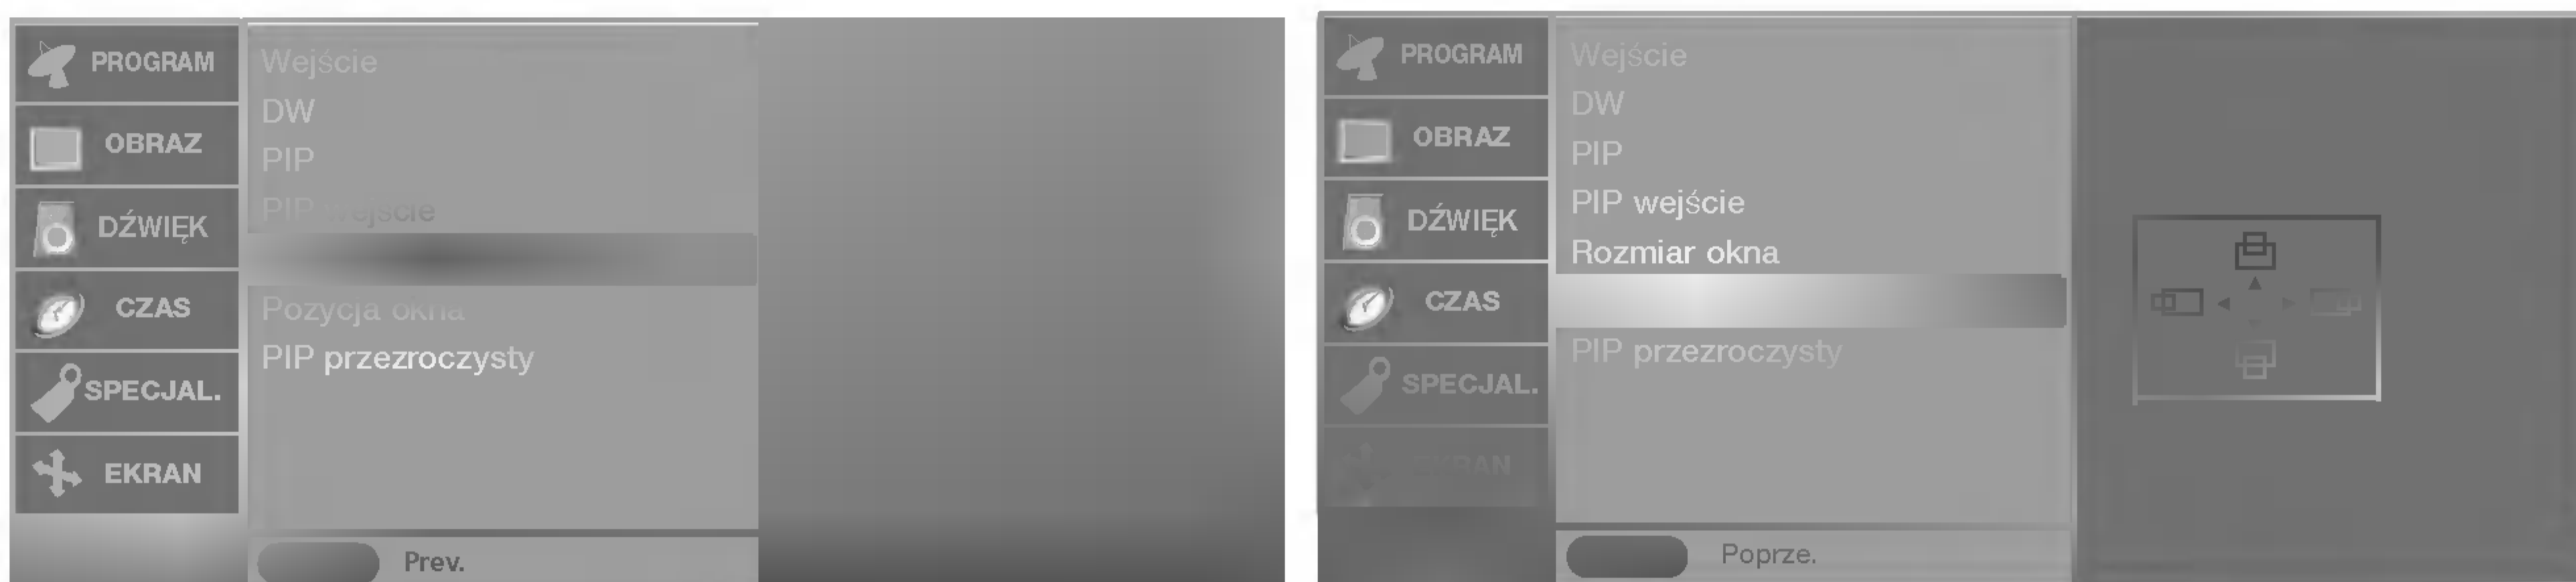 PROGRAM
OBRAZ
DŹWIĘK
CZAS
SPECJAL.
EKRAN
Wejście
DW
PIP
PIP wejście
Pozycja okna
PIP przezroczysty
Prev.
PROGRAM
OBRAZ
DŹWIĘK
CZAS
SPECJAL.
EKRAN
Wejście
DW
PIP
PIP wejście
Rozmiar okna
PIP przezroczysty
Poprze.